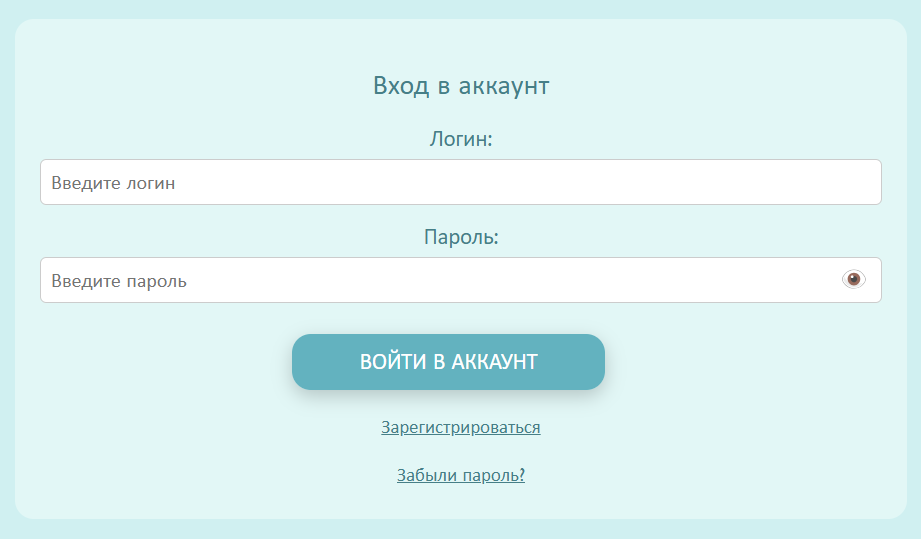 Вход в аккаунт
Логин:
Введите логин
Пароль:
Введите пароль
ВОЙТИ В АККАУНТ
Зарегистрироваться
Забыли пароль?